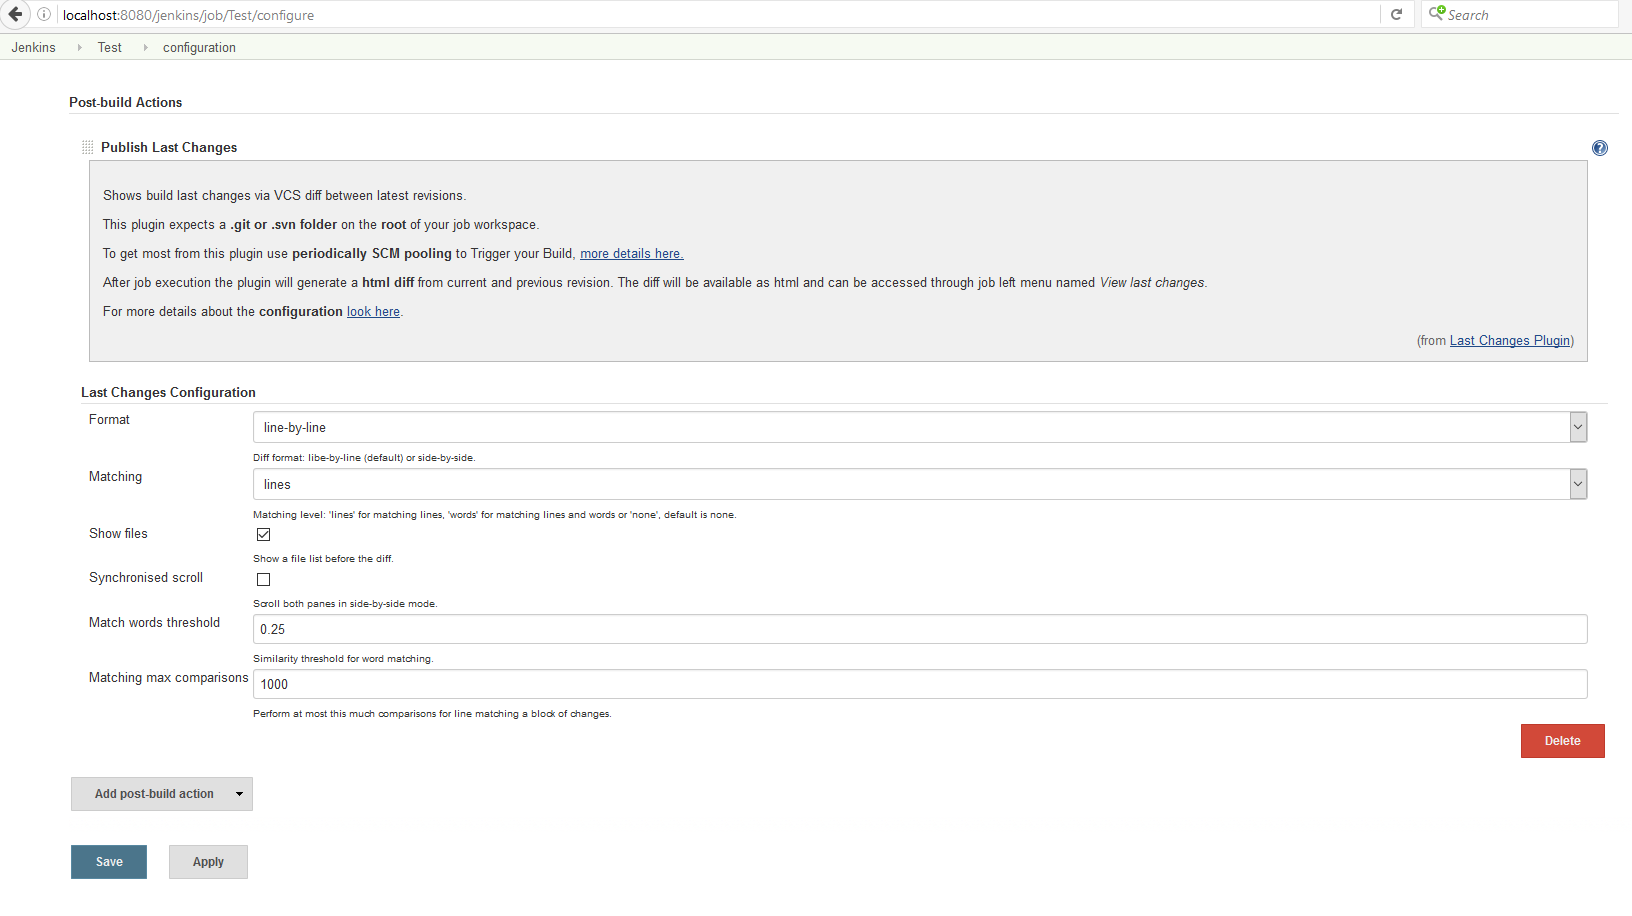 localhost:8080/jenkins/job/Test/configure
Search
Jenkins Test configuration
Post-build Actions
Publish Last Changes
Shows build last changes via VCS diff between latest revisions.
This plugin expects a .git or .svn folder on the root of your job workspace.
To get most from this plugin use periodically SCM pooling to Trigger your Build, more details here.
After job execution the plugin will generate a html diff from current and previous revision. The diff will be available as html and can be accessed through job left menu named View last changes.
For more details about the configuration look here.
(from Last Changes Plugin)
Last Changes Configuration
Format
line-by-line
Diff format: libe-by-line (default) or side-by-side.
Matching
lines
Matching level: 'lines' for matching lines, 'words' for matching lines and words or 'none', default is none.
Show files
Show a file list before the diff.
Synchronised scroll
Scroll both panes in side-by-side mode.
Match words threshold
0.25
Similarity threshold for word matching.
Matching max comparisons
1000
Perform at most this much comparisons for line matching a block of changes.
Delete
Add post-build action
Save Apply